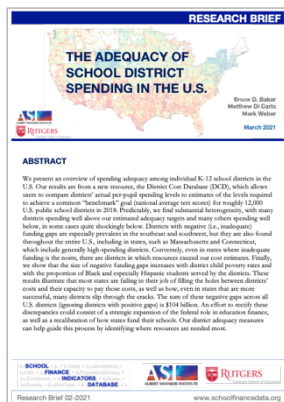 RESEARCH BRIEF
THE ADEQUACY OF
SCHOOL DISTRICT
SPENDING IN THE U.S.
Bruce D. Baker
Matthew Di Carlo
Mark Weber
March 2021
ASI
ALBERT SHANKER INSTITUTE
RUTGERS
ABSTRACT
We present an overview of spending adequacy among individual K-12 school districts in the
U.S. Our results are from a new resource, the District Cost Database (DCD), which allows
users to compare districts' actual per-pupil spending levels to estimates of the levels required
to achieve a common "benchmark" goal (national average test scores) for roughly 12,000
U.S. public school districts in 2018. Predictably, we find substantial heterogeneity, with many
districts spending well above our estimated adequacy targets and many others spending well
below, in some cases quite shockingly below. Districts with negative (i.e., inadequate)
funding gaps are especially prevalent in the southeast and southwest, but they are also found
throughout the entire U.S., including in states, such as Massachusetts and Connecticut,
which include generally high-spending districts. Conversely, even in states where inadequate
funding is the norm, there are districts in which resources exceed our cost estimates. Finally,
we show that the size of negative funding gaps increases with district child poverty rates and
with the proportion of Black and especially Hispanic students served by the districts. These
results illustrate that most states are failing in their job of filling the holes between districts'
costs and their capacity to pay those costs, as well as how, even in states that are more
successful, many districts slip through the cracks. The sum of these negative gaps across all
U.S. districts (ignoring districts with positive gaps) is $104 billion. An effort to rectify these
discrepancies could consist of a strategic expansion of the federal role in education finance,
as well as a recalibration of how states fund their schools. Our district adequacy measures
can help guide this process by identifying where resources are needed most.
SCHOOL
FINANCE
INDICATORS
DATABASE
ASI
ALBERT SHANKER INSTITUTE
RUTGERS
Graduate School of Education
Research Brief 02-2021
www.schoolfinancedata.org